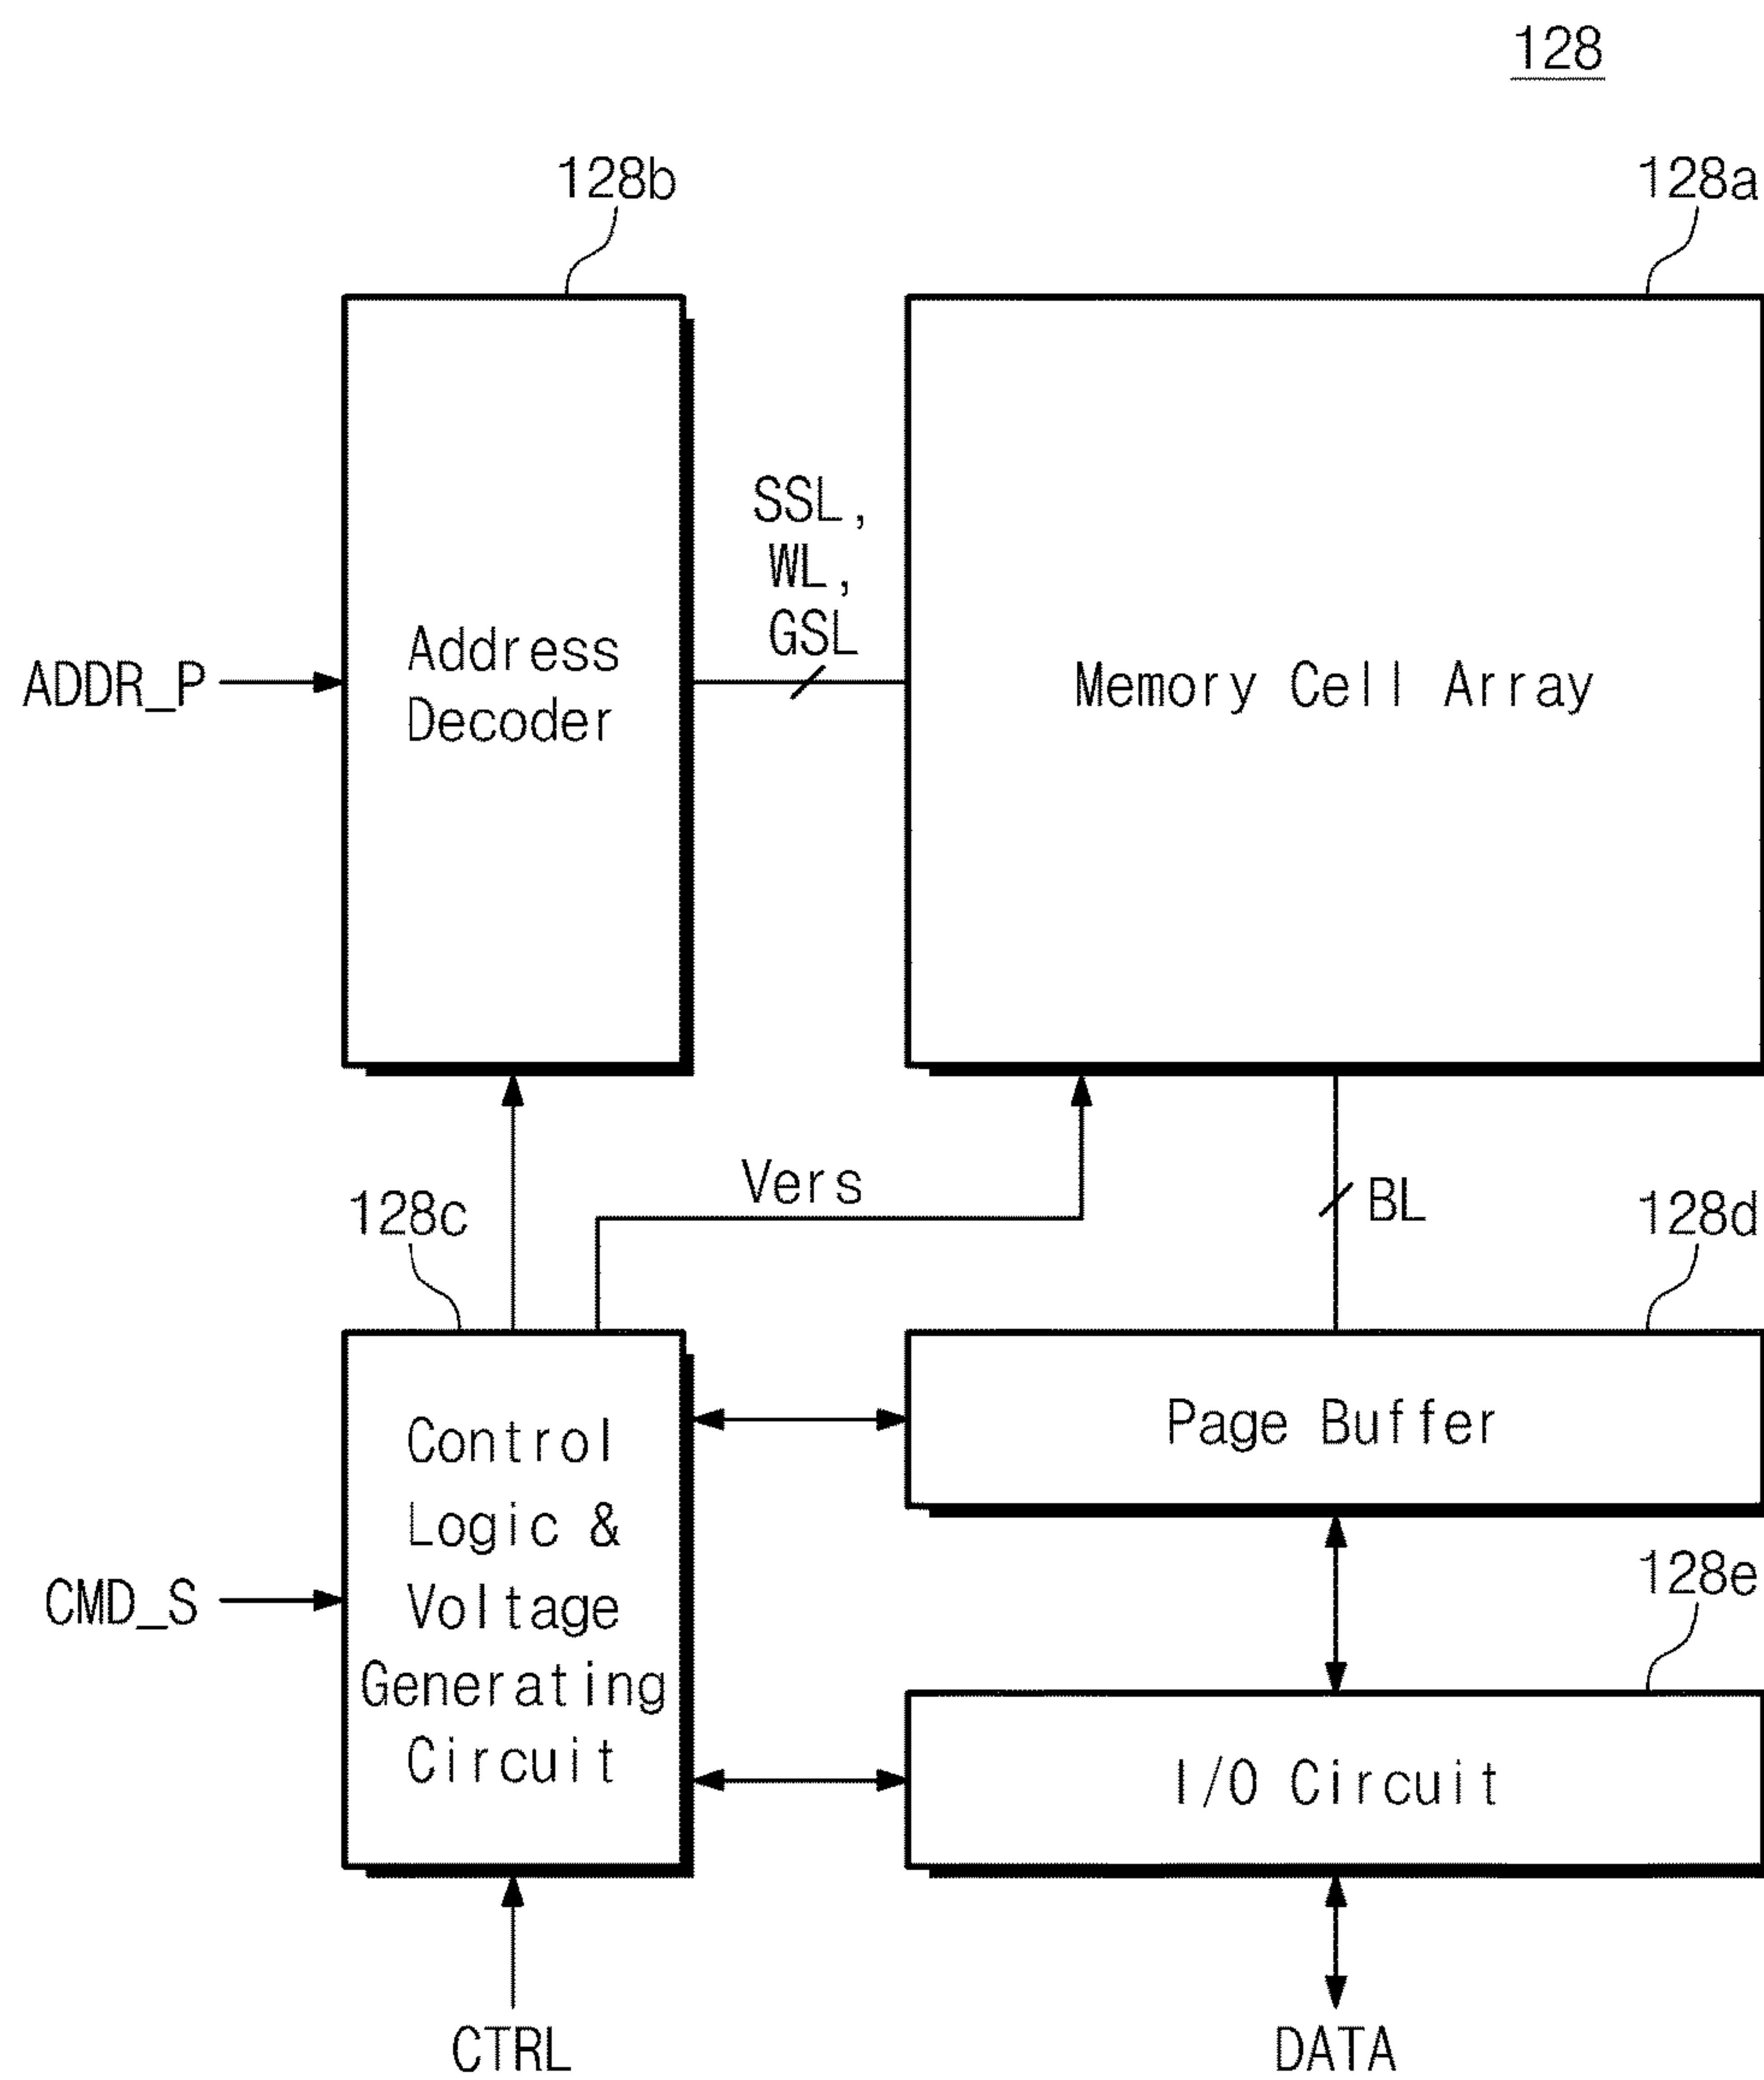 128
128b
128a
SSL,
WL,
GSL
ADDR_P
Address
Decoder
Memory Cell Array
Vers
BL
128c
128d
Control
Logic &
Voltage
Generating
Circuit
Page Buffer
CMD_S
128e
I/O Circuit
CTRL
DATA